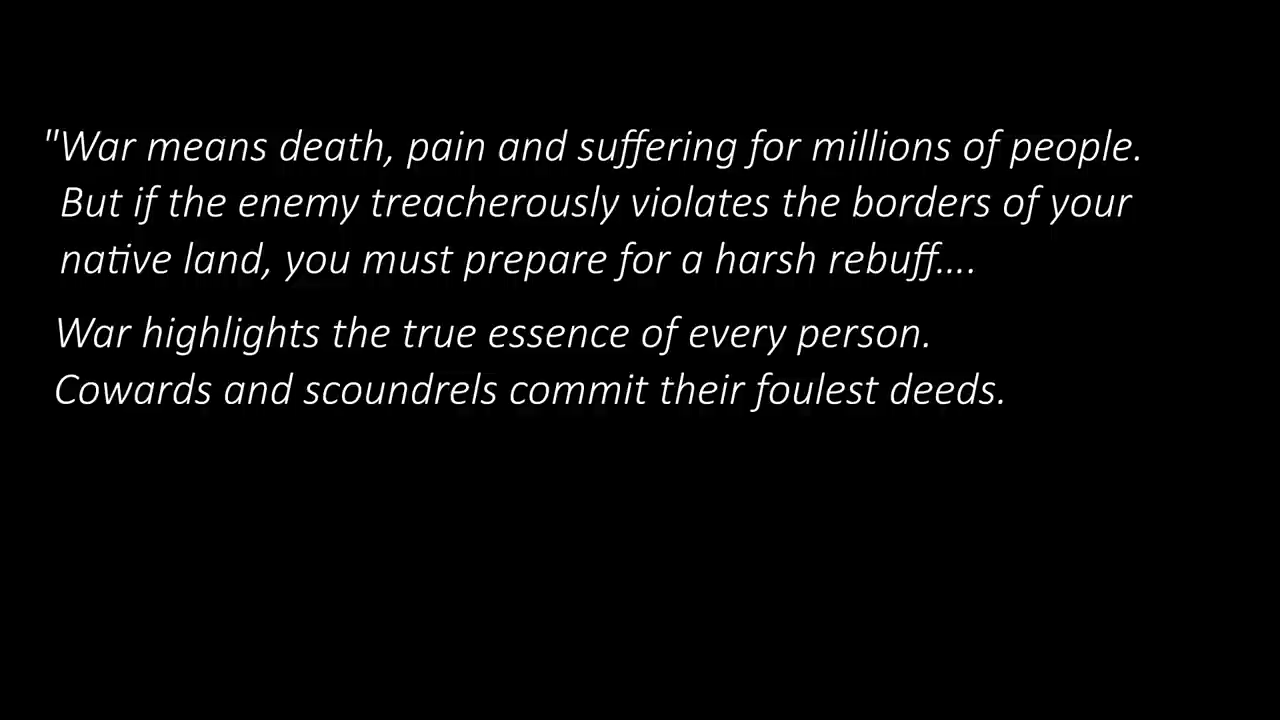 "War means death, pain and suffering for millions of people.
But if the enemy treacherously violates the borders of your
native land, you must prepare for a harsh rebuff....
War highlights the true essence of every person.
Cowards and scoundrels commit their foulest deeds.